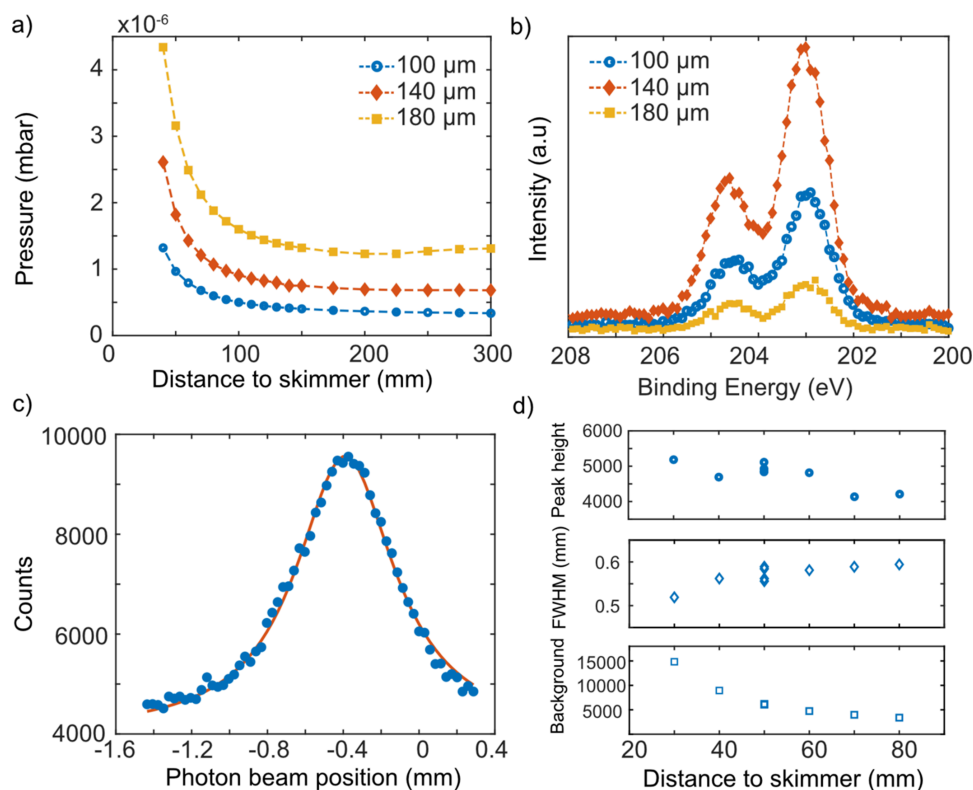 a)
x10-6
4
3
2
1
0
Pressure (mbar)
100 μm
140 μm
180 μm
0
100
200
300
Distance to skimmer (mm)
b)
100 μm
140 μm
180 μm
Intensity (a.u)
208
206
204
202
200
Binding Energy (eV)
c)
10000
8000
6000
4000
Counts
-1.6
-1.2
-0.8
-0.4
0
0.4
Photon beam position (mm)
d)
6000
5000
4000
Peak height
0.6
0.5
FWHM (mm)
15000
10000
5000
Background
20
40
60
80
Distance to skimmer (mm)